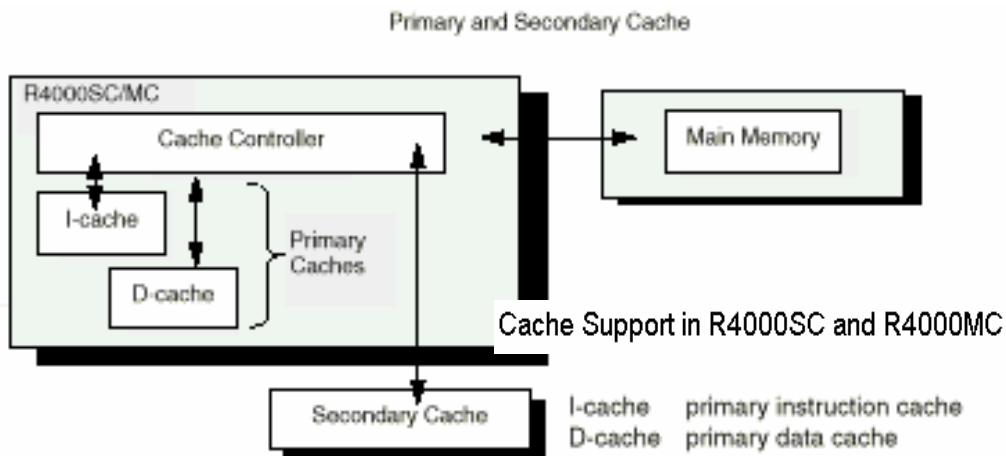 Primary and Secondary Cache
R4000SC/MC
Cache Controller
Main Memory
I-cache
Primary
Caches
D-cache
Cache Support in R4000SC and R4000MC
Secondary Cache
I-cache primary instruction cache
D-cache primary data cache